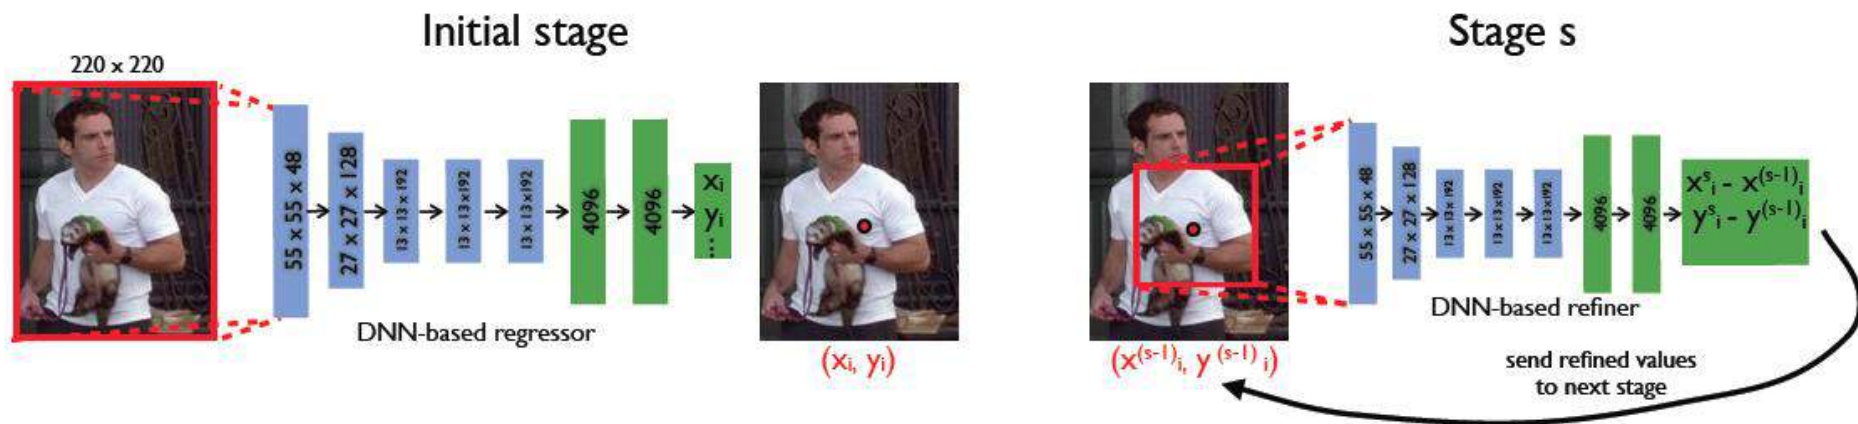 Initial stage
220 x 220
55 x 55 x 48
27 x 27 x 128
13 x 13 x 192
13 x 13 x 192
13 x 13 x 192
4096
4096
xᵢ
yᵢ
...
DNN-based regressor
(xᵢ, yᵢ)
Stage s
55 x 55 x 48
27 x 27 x 128
13 x 13 x 192
13 x 13 x 192
13 x 13 x 192
4096
4096
xˢᵢ - x⁽ˢ⁻¹⁾ᵢ
yˢᵢ - y⁽ˢ⁻¹⁾ᵢ
DNN-based refiner
(x⁽ˢ⁻¹⁾ᵢ, y⁽ˢ⁻¹⁾ᵢ)
send refined values
to next stage